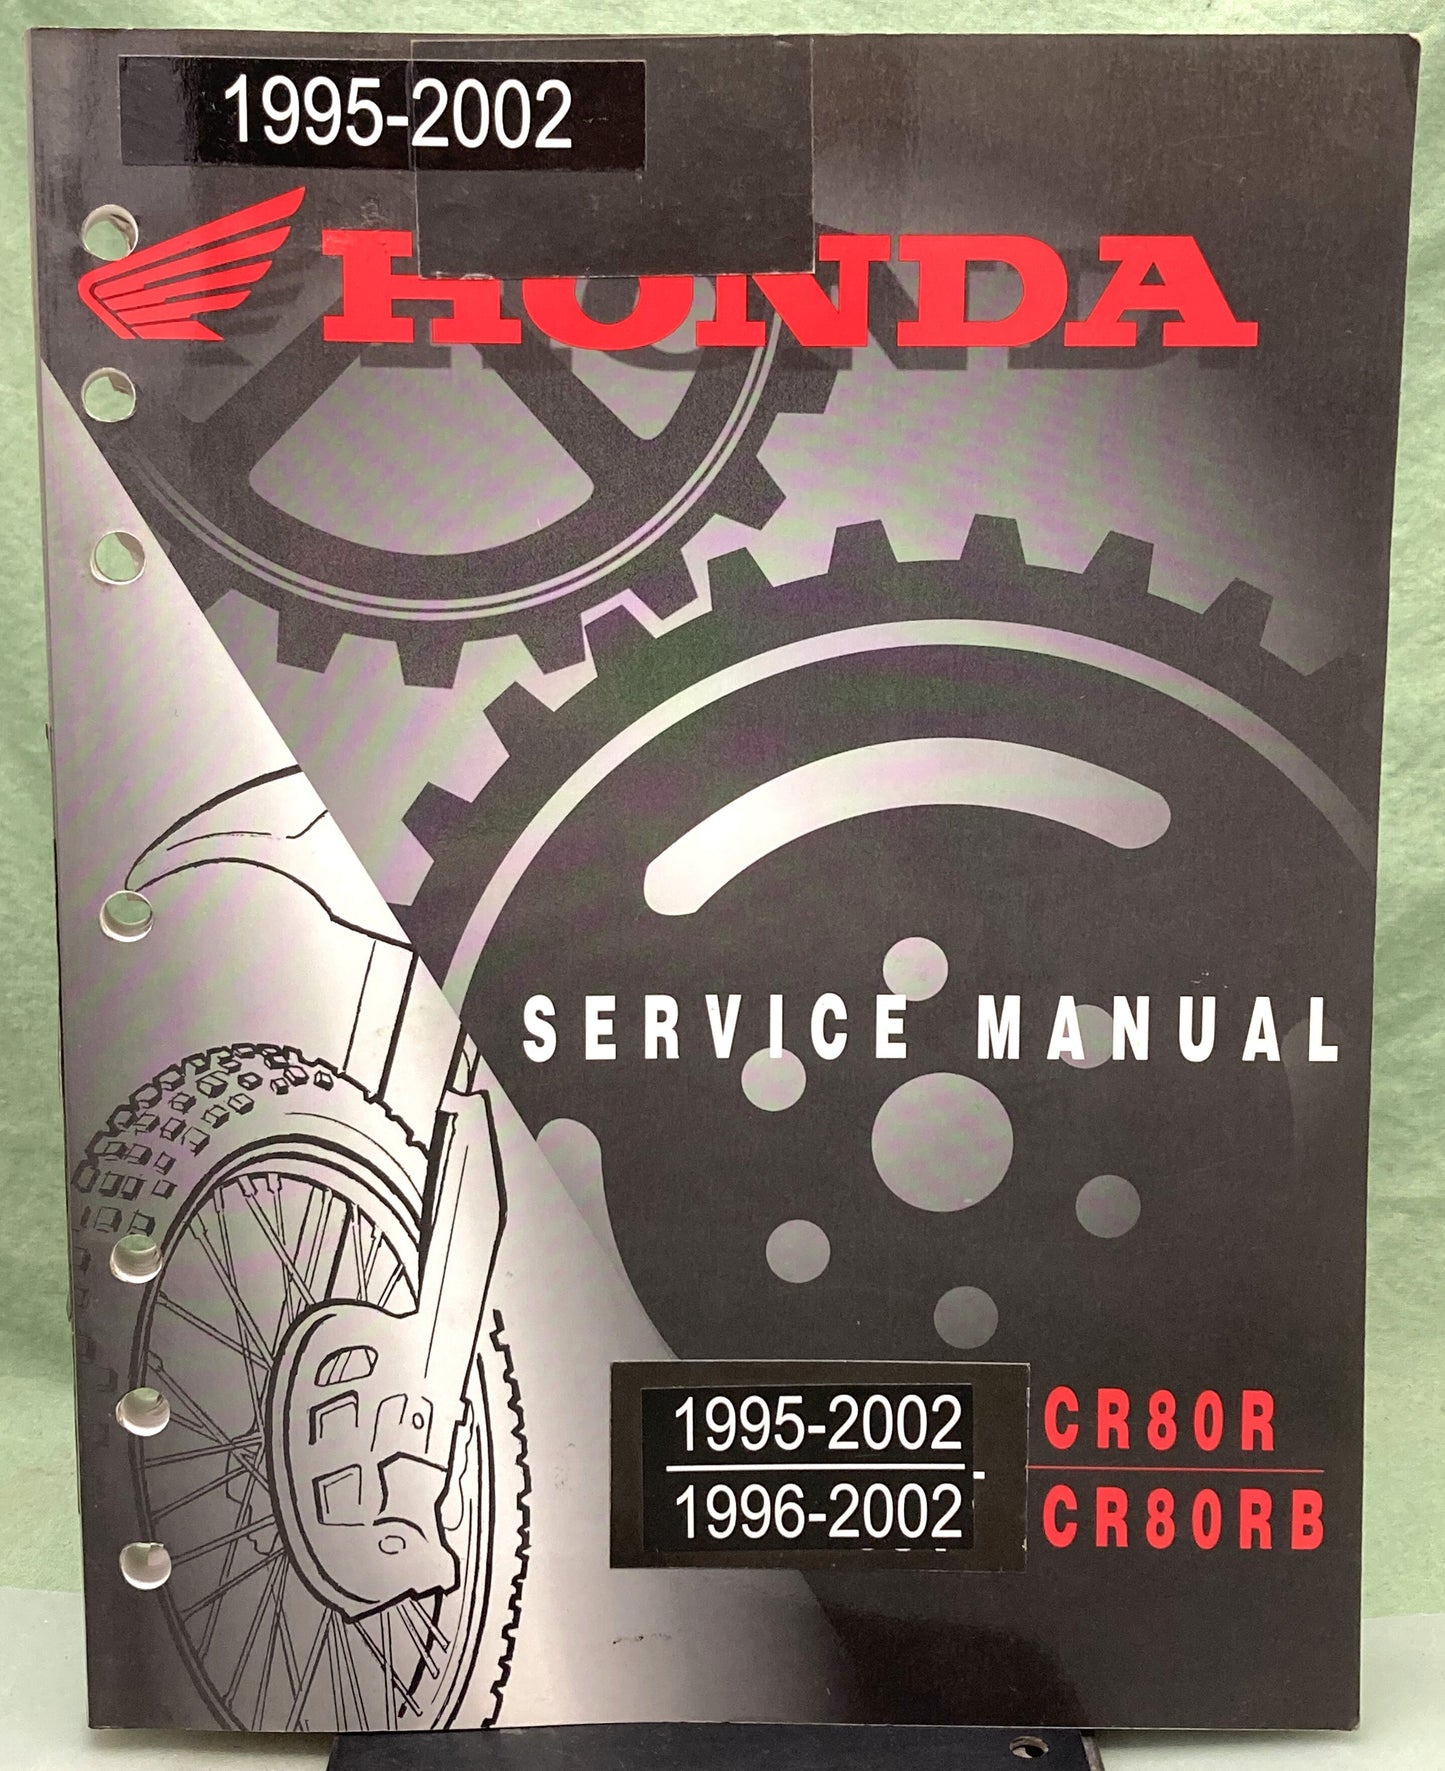 1995-2002
HONDA
SERVICE MANUAL
1995-2002 CR80R
1996-2002 CR80RB